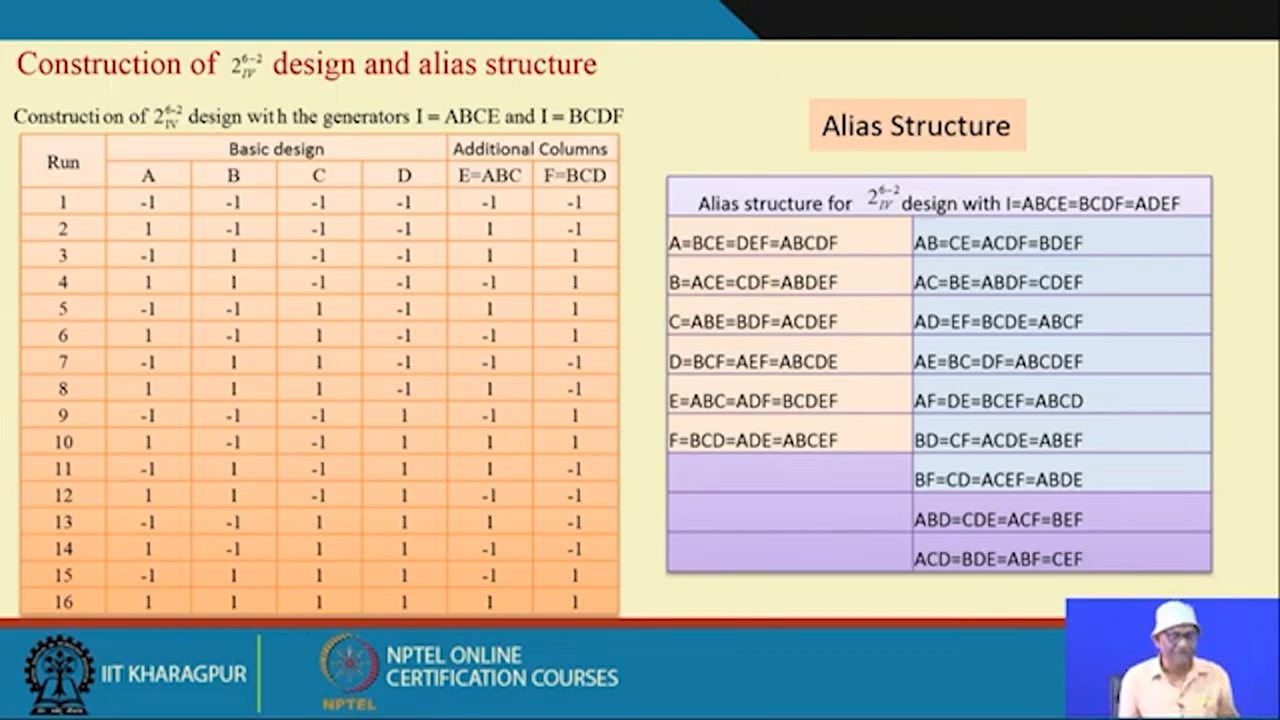 Construction of 2_{IV}^{6-2} design and alias structure
Construction of 2_{IV}^{6-2} design with the generators I = ABCE and I = BCDF
Run Basic design Additional Columns
A B C D E=ABC F=BCD
1 -1 -1 -1 -1 -1 -1
2 1 -1 -1 -1 1 -1
3 -1 1 -1 -1 1 1
4 1 1 -1 -1 -1 1
5 -1 -1 1 -1 1 1
6 1 -1 1 -1 -1 1
7 -1 1 1 -1 -1 -1
8 1 1 1 -1 1 -1
9 -1 -1 -1 1 -1 1
10 1 -1 -1 1 1 1
11 -1 1 -1 1 1 -1
12 1 1 -1 1 -1 -1
13 -1 -1 1 1 1 -1
14 1 -1 1 1 -1 -1
15 -1 1 1 1 -1 1
16 1 1 1 1 1 1
Alias Structure
Alias structure for 2_{IV}^{6-2} design with I=ABCE=BCDF=ADEF
A=BCE=DEF=ABCDF AB=CE=ACDF=BDEF
B=ACE=CDF=ABDEF AC=BE=ABDF=CDEF
C=ABE=BDF=ACDEF AD=EF=BCDE=ABCF
D=BCF=AEF=ABCDE AE=BC=DF=ABCDEF
E=ABC=ADF=BCDEF AF=DE=BCEF=ABCD
F=BCD=ADE=ABCEF BD=CF=ACDE=ABEF
BF=CD=ACEF=ABDE
ABD=CDE=ACF=BEF
ACD=BDE=ABF=CEF
IIT KHARAGPUR
NPTEL
NPTEL ONLINE
CERTIFICATION COURSES